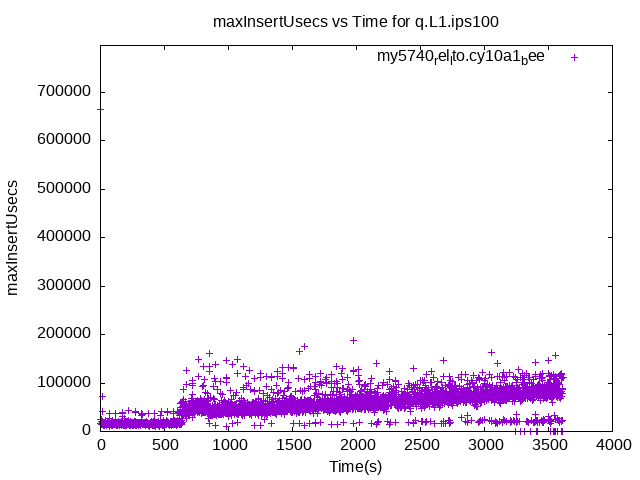 maxInsertUsecs vs Time for q.L1.ips100
my5740relito.cy10a1bee
maxInsertUsecs
700000
600000
500000
400000
300000
200000
100000
0
0 500 1000 1500 2000 2500 3000 3500 4000
Time(s)